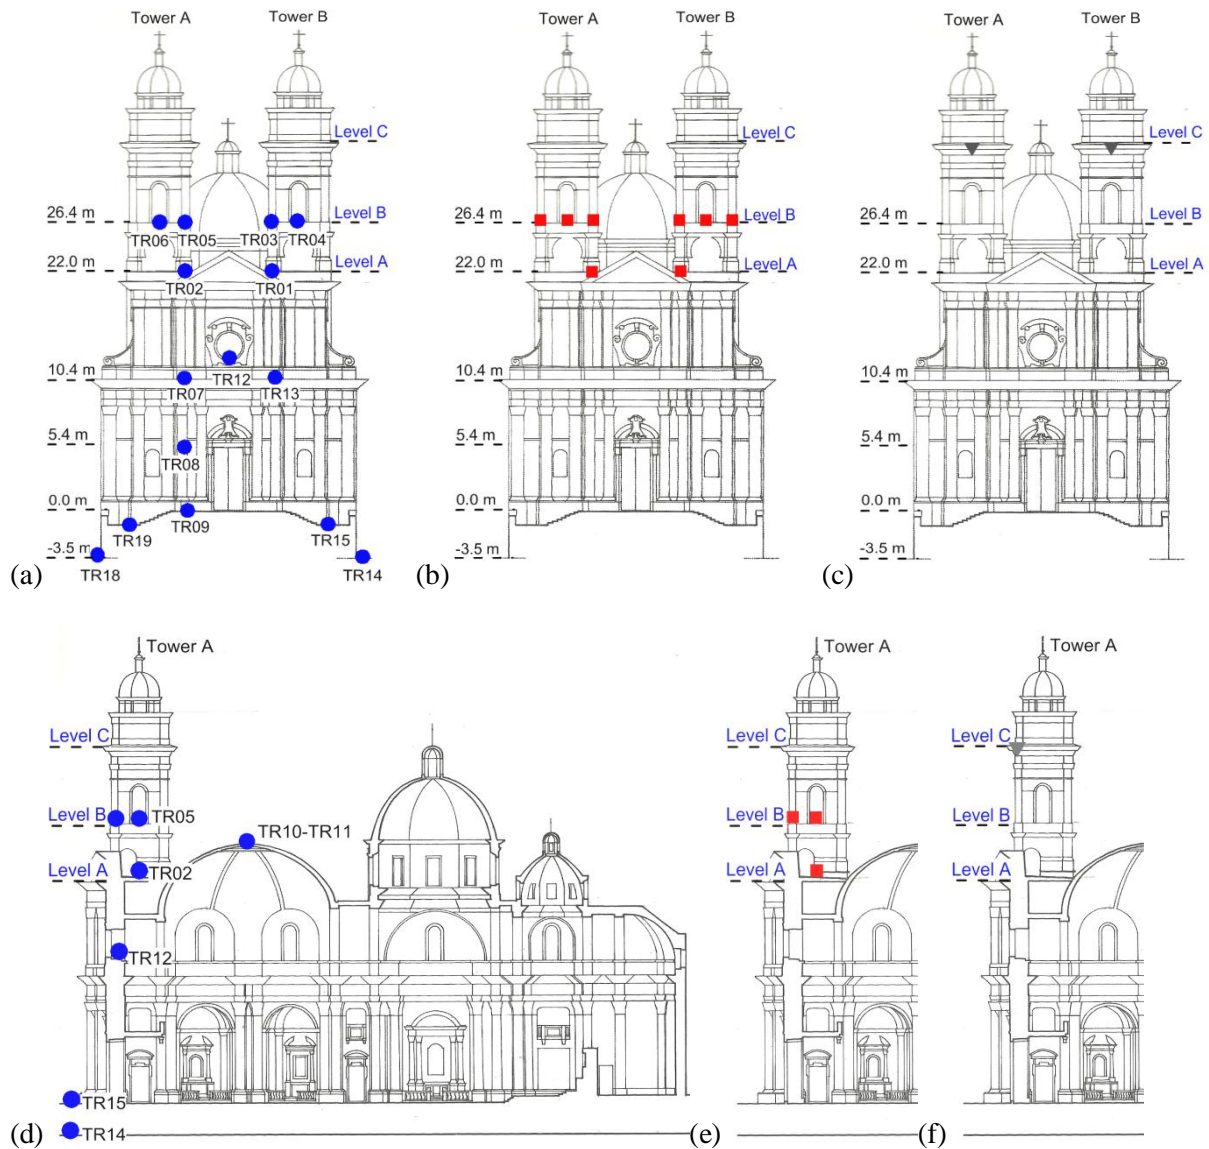 Tower A
Tower B
Level C
26.4 m
Level B
TR06
TR05
TR03
TR04
22.0 m
Level A
TR02
TR01
10.4 m
TR12
TR07
TR13
5.4 m
TR08
0.0 m
TR09
TR19
TR15
-3.5 m
TR18
TR14
(a)
Tower A
Tower B
Level C
26.4 m
Level B
22.0 m
Level A
10.4 m
5.4 m
0.0 m
-3.5 m
(b)
Tower A
Tower B
Level C
26.4 m
Level B
22.0 m
Level A
10.4 m
5.4 m
0.0 m
-3.5 m
(c)
Tower A
Level C
Level B
TR05
TR10-TR11
Level A
TR02
TR12
TR15
TR14
(d)
Tower A
Level C
Level B
Level A
(e)
Tower A
Level C
Level B
Level A
(f)